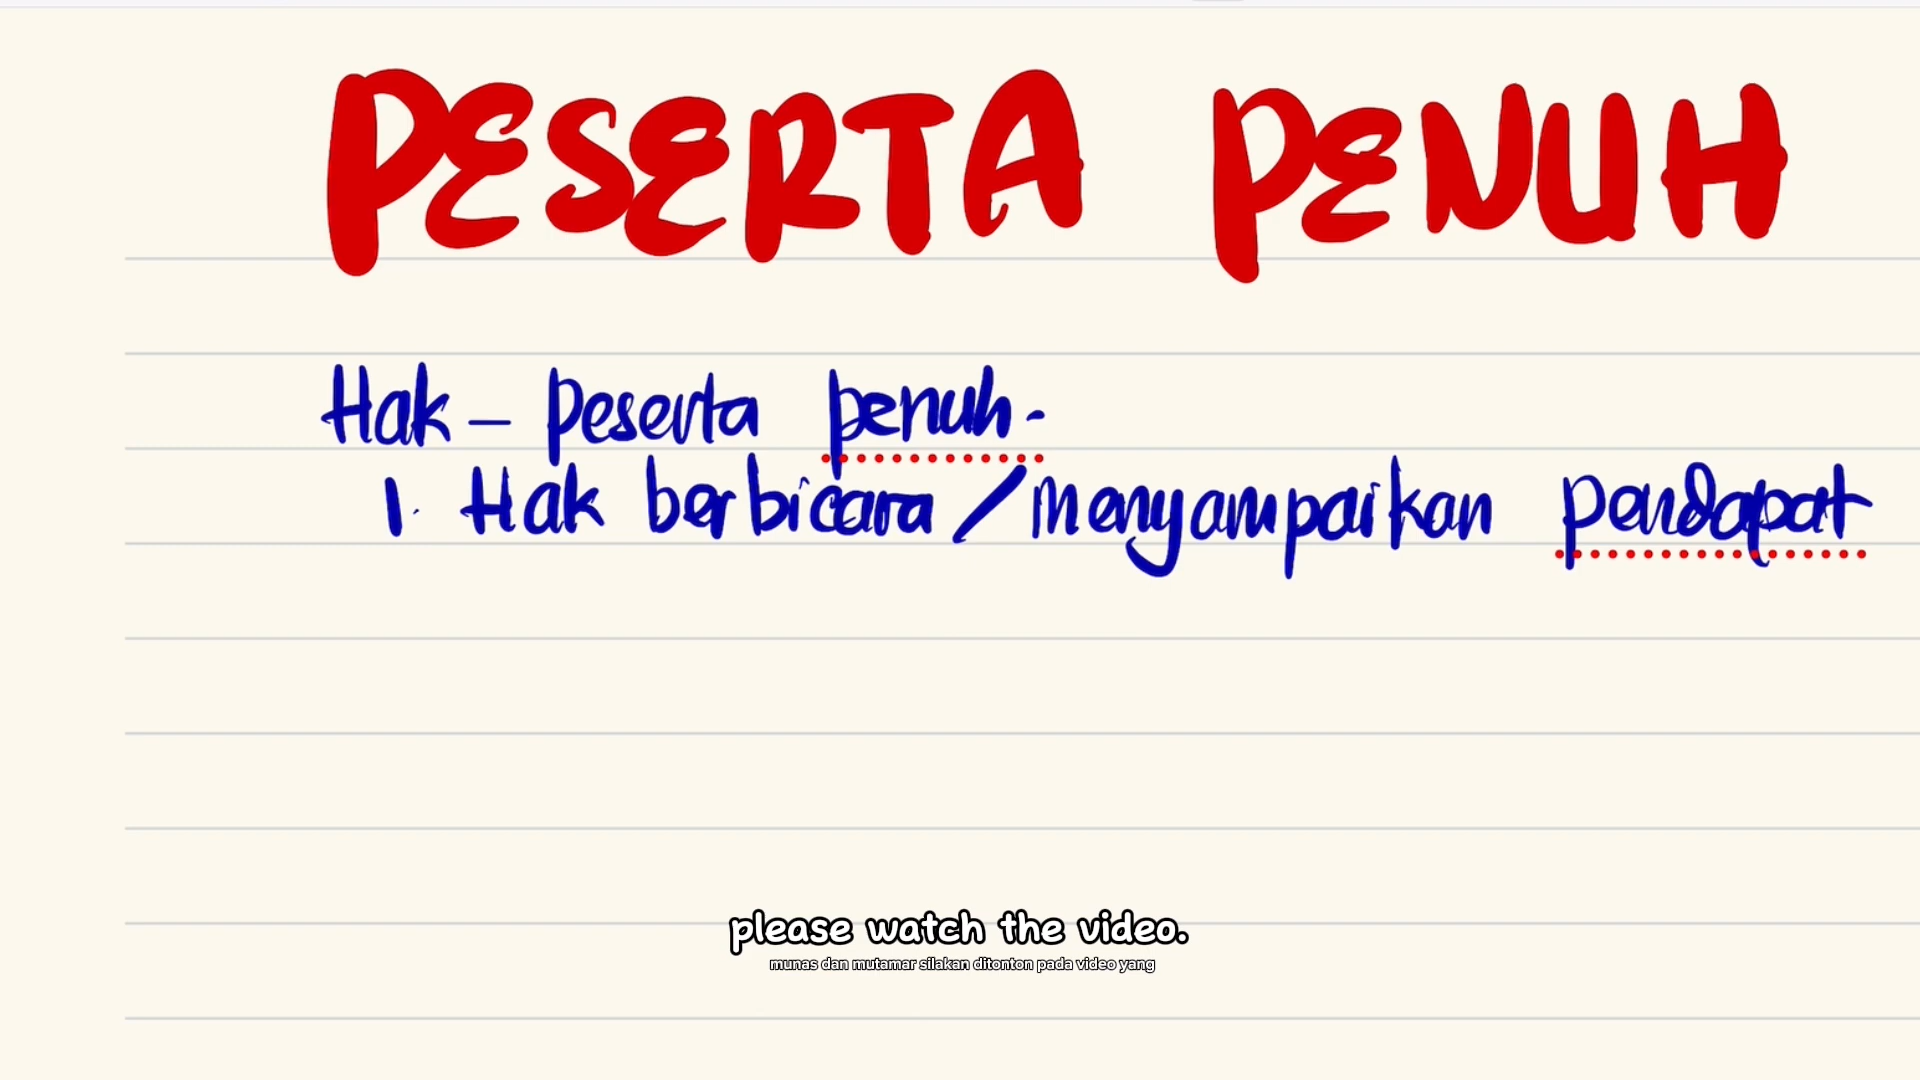 PESERTA PENUH
Hak - peserta penuh -
1. Hak berbicara / menyampaikan pendapat
please watch the video.
munas dan mutamar silakan ditonton pada video yang